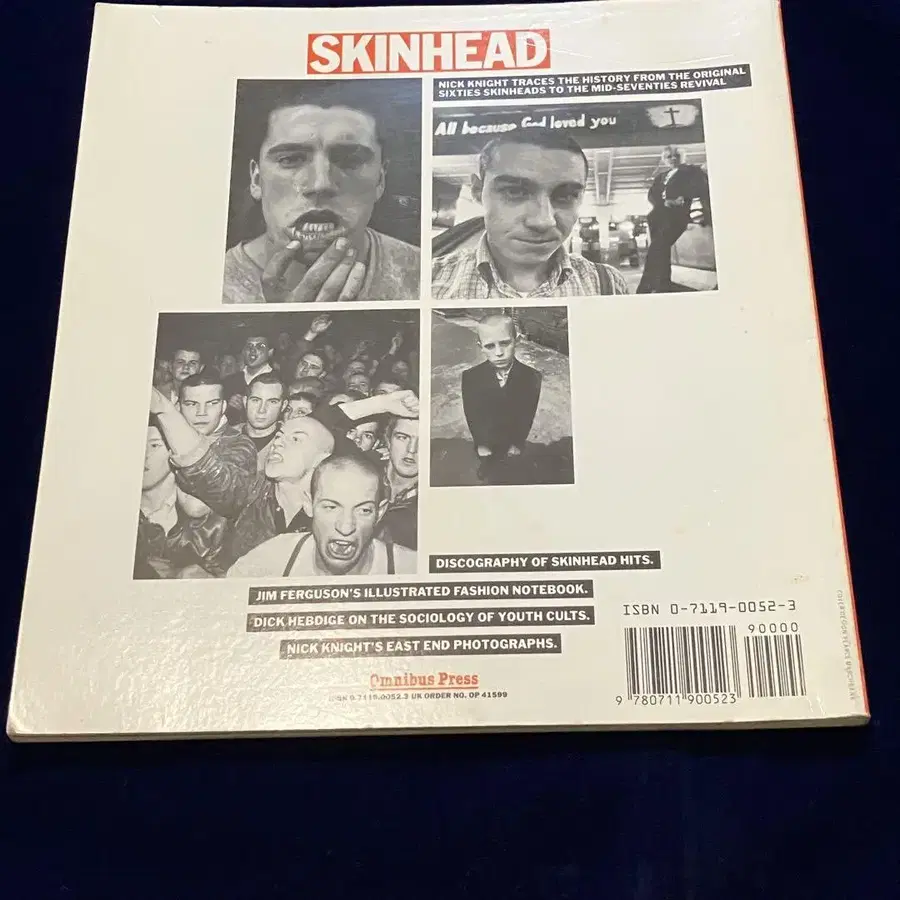 SKINHEAD
NICK KNIGHT TRACES THE HISTORY FROM THE ORIGINAL
SIXTIES SKINHEADS TO THE MID-SEVENTIES REVIVAL
All because God loved you
DISCOGRAPHY OF SKINHEAD HITS.
JIM FERGUSON'S ILLUSTRATED FASHION NOTEBOOK.
DICK HEBDIGE ON THE SOCIOLOGY OF YOUTH CULTS.
NICK KNIGHT'S EAST END PHOTOGRAPHS.
Omnibus Press
ISBN 0.7119.0052.3 UK ORDER NO. OP 41599
ISBN 0-7119-0052-3
90000
9 780711 900523